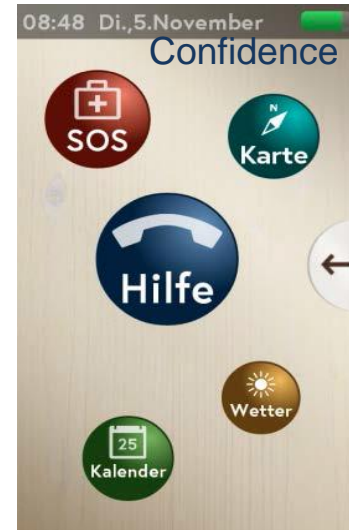 08:48 Di.,5.November
Confidence
SOS
N
Karte
Hilfe
Wetter
25
Kalender